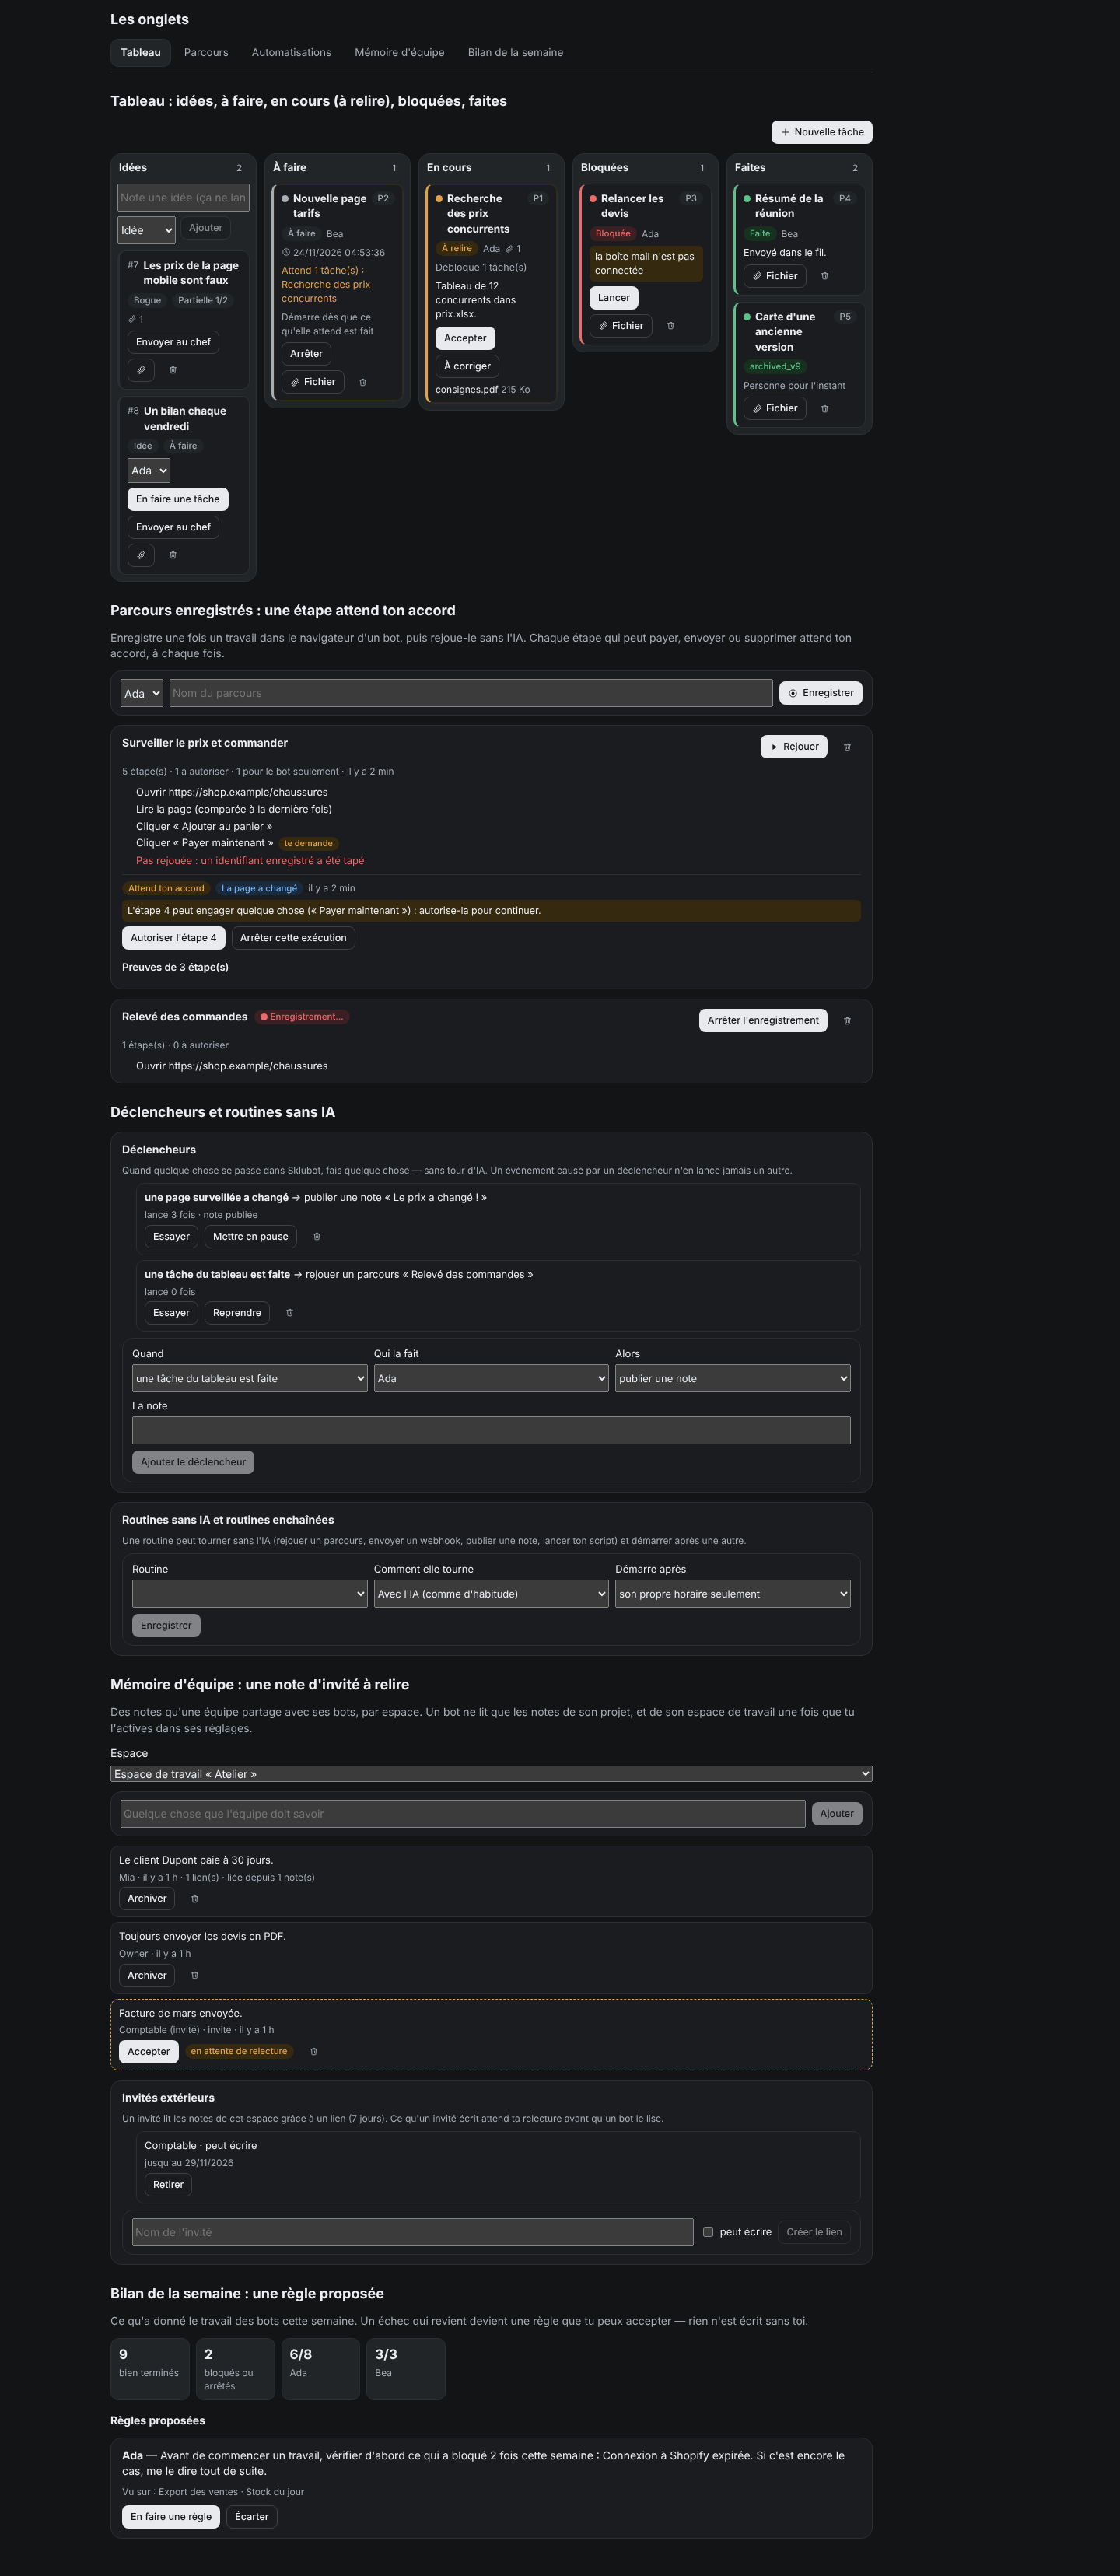 Les onglets
Tableau
Parcours
Automatisations
Mémoire d'équipe
Bilan de la semaine
Tableau : idées, à faire, en cours (à relire), bloquées, faites
Nouvelle tâche
Idées 2
Note une idée (ça ne lan
Idée
Ajouter
#7 Les prix de la page
mobile sont faux
Bogue Partielle 1/2
1
Envoyer au chef
#8 Un bilan chaque
vendredi
Idée À faire
Ada
En faire une tâche
Envoyer au chef
À faire 1
Nouvelle page P2
tarifs
À faire Bea
24/11/2026 04:53:36
Attend 1 tâche(s) :
Recherche des prix
concurrents
Démarre dès que ce
qu'elle attend est fait
Arrêter
Fichier
En cours 1
Recherche P1
des prix
concurrents
À relire Ada 1
Débloque 1 tâche(s)
Tableau de 12
concurrents dans
prix.xlsx.
Accepter
À corriger
consignes.pdf 215 Ko
Bloquées 1
Relancer les P3
devis
Bloquée Ada
la boîte mail n'est pas
connectée
Lancer
Fichier
Faites 2
Résumé de la P4
réunion
Faite Bea
Envoyé dans le fil.
Fichier
Carte d'une P5
ancienne
version
archived_v9
Personne pour l'instant
Fichier
Parcours enregistrés : une étape attend ton accord
Enregistre une fois un travail dans le navigateur d'un bot, puis rejoue-le sans l'IA. Chaque étape qui peut payer, envoyer ou supprimer attend ton
accord, à chaque fois.
Ada
Nom du parcours
Enregistrer
Surveiller le prix et commander
Rejouer
5 étape(s) · 1 à autoriser · 1 pour le bot seulement · il y a 2 min
Ouvrir https://shop.example/chaussures
Lire la page (comparée à la dernière fois)
Cliquer « Ajouter au panier »
Cliquer « Payer maintenant » te demande
Pas rejouée : un identifiant enregistré a été tapé
Attend ton accord La page a changé il y a 2 min
L'étape 4 peut engager quelque chose (« Payer maintenant ») : autorise-la pour continuer.
Autoriser l'étape 4
Arrêter cette exécution
Preuves de 3 étape(s)
Relevé des commandes Enregistrement…
Arrêter l'enregistrement
1 étape(s) · 0 à autoriser
Ouvrir https://shop.example/chaussures
Déclencheurs et routines sans IA
Déclencheurs
Quand quelque chose se passe dans Sklubot, fais quelque chose — sans tour d'IA. Un événement causé par un déclencheur n'en lance jamais un autre.
une page surveillée a changé → publier une note « Le prix a changé ! »
lancé 3 fois · note publiée
Essayer
Mettre en pause
une tâche du tableau est faite → rejouer un parcours « Relevé des commandes »
lancé 0 fois
Essayer
Reprendre
Quand Qui la fait Alors
une tâche du tableau est faite Ada publier une note
La note
Ajouter le déclencheur
Routines sans IA et routines enchaînées
Une routine peut tourner sans l'IA (rejouer un parcours, envoyer un webhook, publier une note, lancer ton script) et démarrer après une autre.
Routine Comment elle tourne Démarre après
Avec l'IA (comme d'habitude) son propre horaire seulement
Enregistrer
Mémoire d'équipe : une note d'invité à relire
Des notes qu'une équipe partage avec ses bots, par espace. Un bot ne lit que les notes de son projet, et de son espace de travail une fois que tu
l'actives dans ses réglages.
Espace
Espace de travail « Atelier »
Quelque chose que l'équipe doit savoir
Ajouter
Le client Dupont paie à 30 jours.
Mia · il y a 1 h · 1 lien(s) · liée depuis 1 note(s)
Archiver
Toujours envoyer les devis en PDF.
Owner · il y a 1 h
Archiver
Facture de mars envoyée.
Comptable (invité) · invité · il y a 1 h
Accepter en attente de relecture
Invités extérieurs
Un invité lit les notes de cet espace grâce à un lien (7 jours). Ce qu'un invité écrit attend ta relecture avant qu'un bot le lise.
Comptable · peut écrire
jusqu'au 29/11/2026
Retirer
Nom de l'invité
peut écrire
Créer le lien
Bilan de la semaine : une règle proposée
Ce qu'a donné le travail des bots cette semaine. Un échec qui revient devient une règle que tu peux accepter — rien n'est écrit sans toi.
9
bien terminés
2
bloqués ou
arrêtés
6/8
Ada
3/3
Bea
Règles proposées
Ada — Avant de commencer un travail, vérifier d'abord ce qui a bloqué 2 fois cette semaine : Connexion à Shopify expirée. Si c'est encore le
cas, me le dire tout de suite.
Vu sur : Export des ventes · Stock du jour
En faire une règle
Écarter